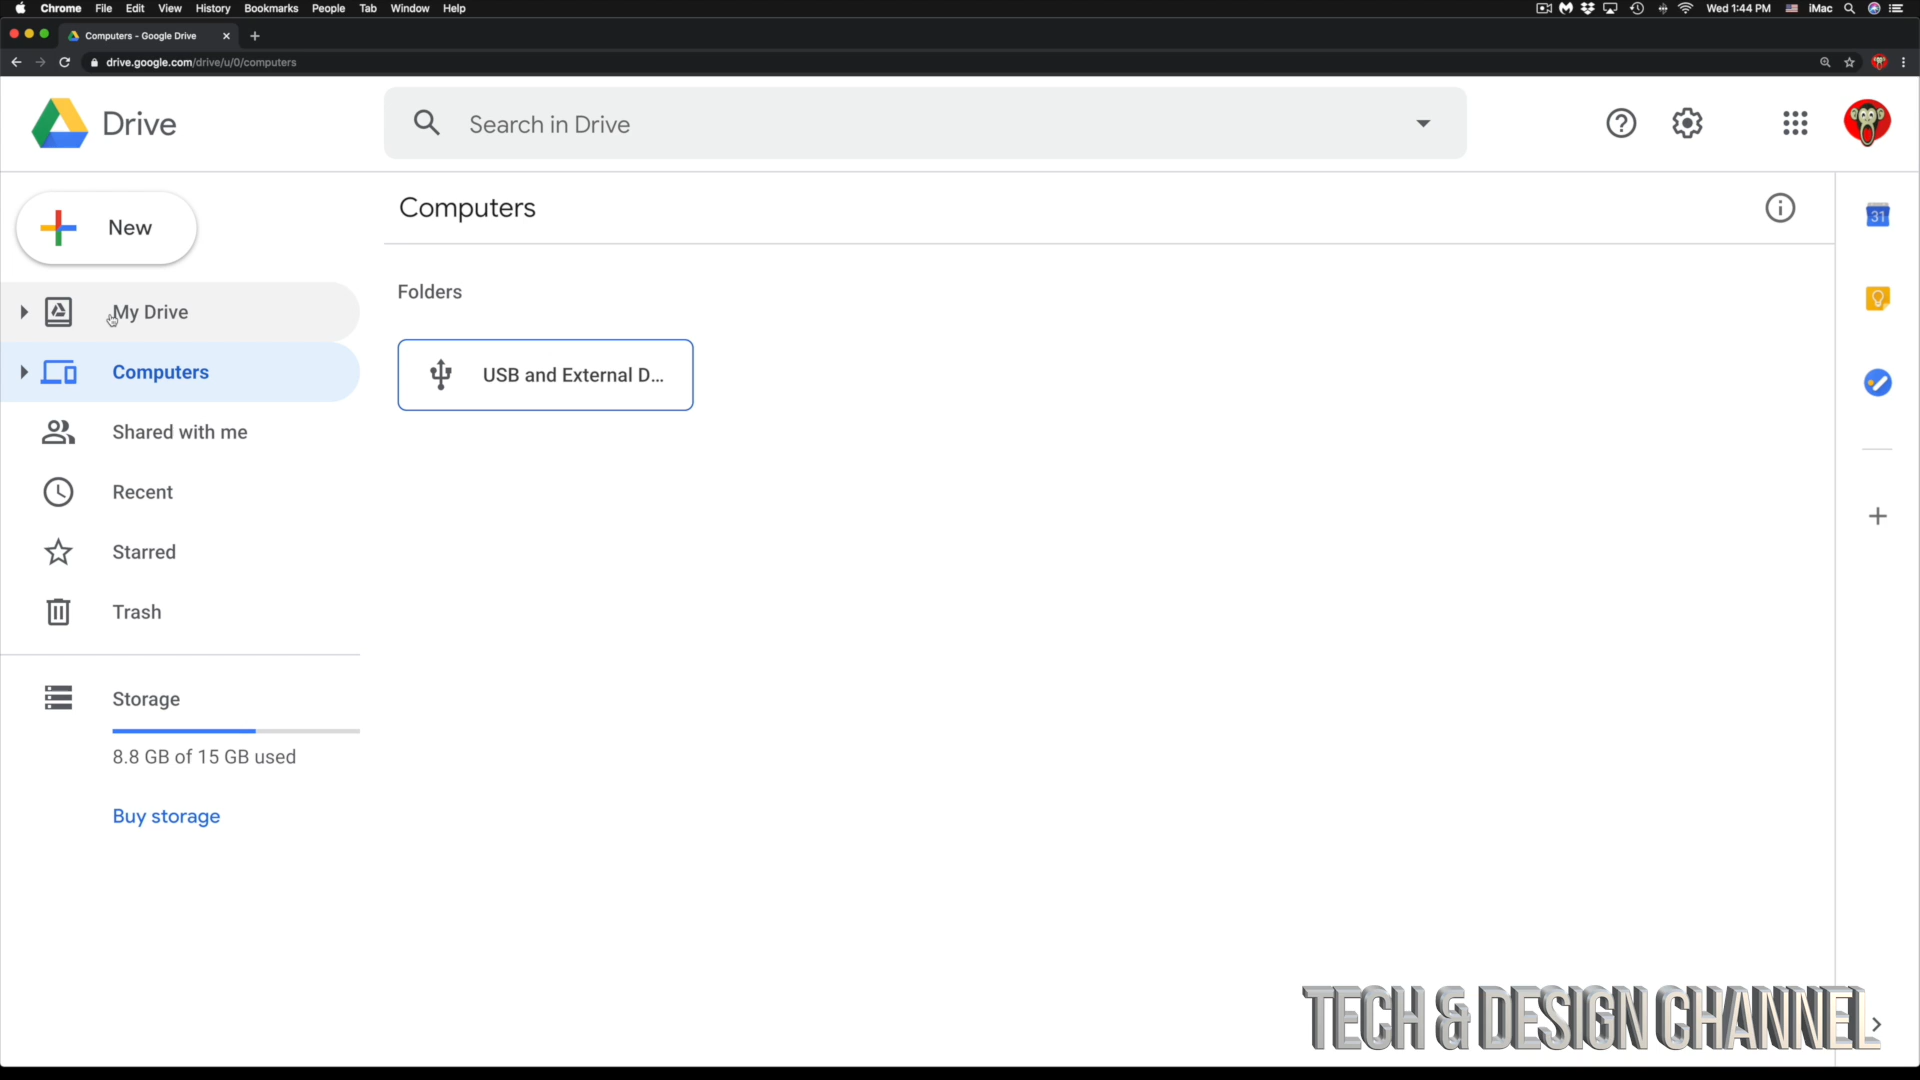 Chrome File Edit View History Bookmarks People Tab Window Help Wed 1:44 PM iMac
Computers - Google Drive
drive.google.com/drive/u/0/computers
Drive
Search in Drive
New
Computers
31
My Drive
Folders
Computers
USB and External D...
Shared with me
Recent
Starred
Trash
Storage
8.8 GB of 15 GB used
Buy storage
TECH & DESIGN CHANNEL